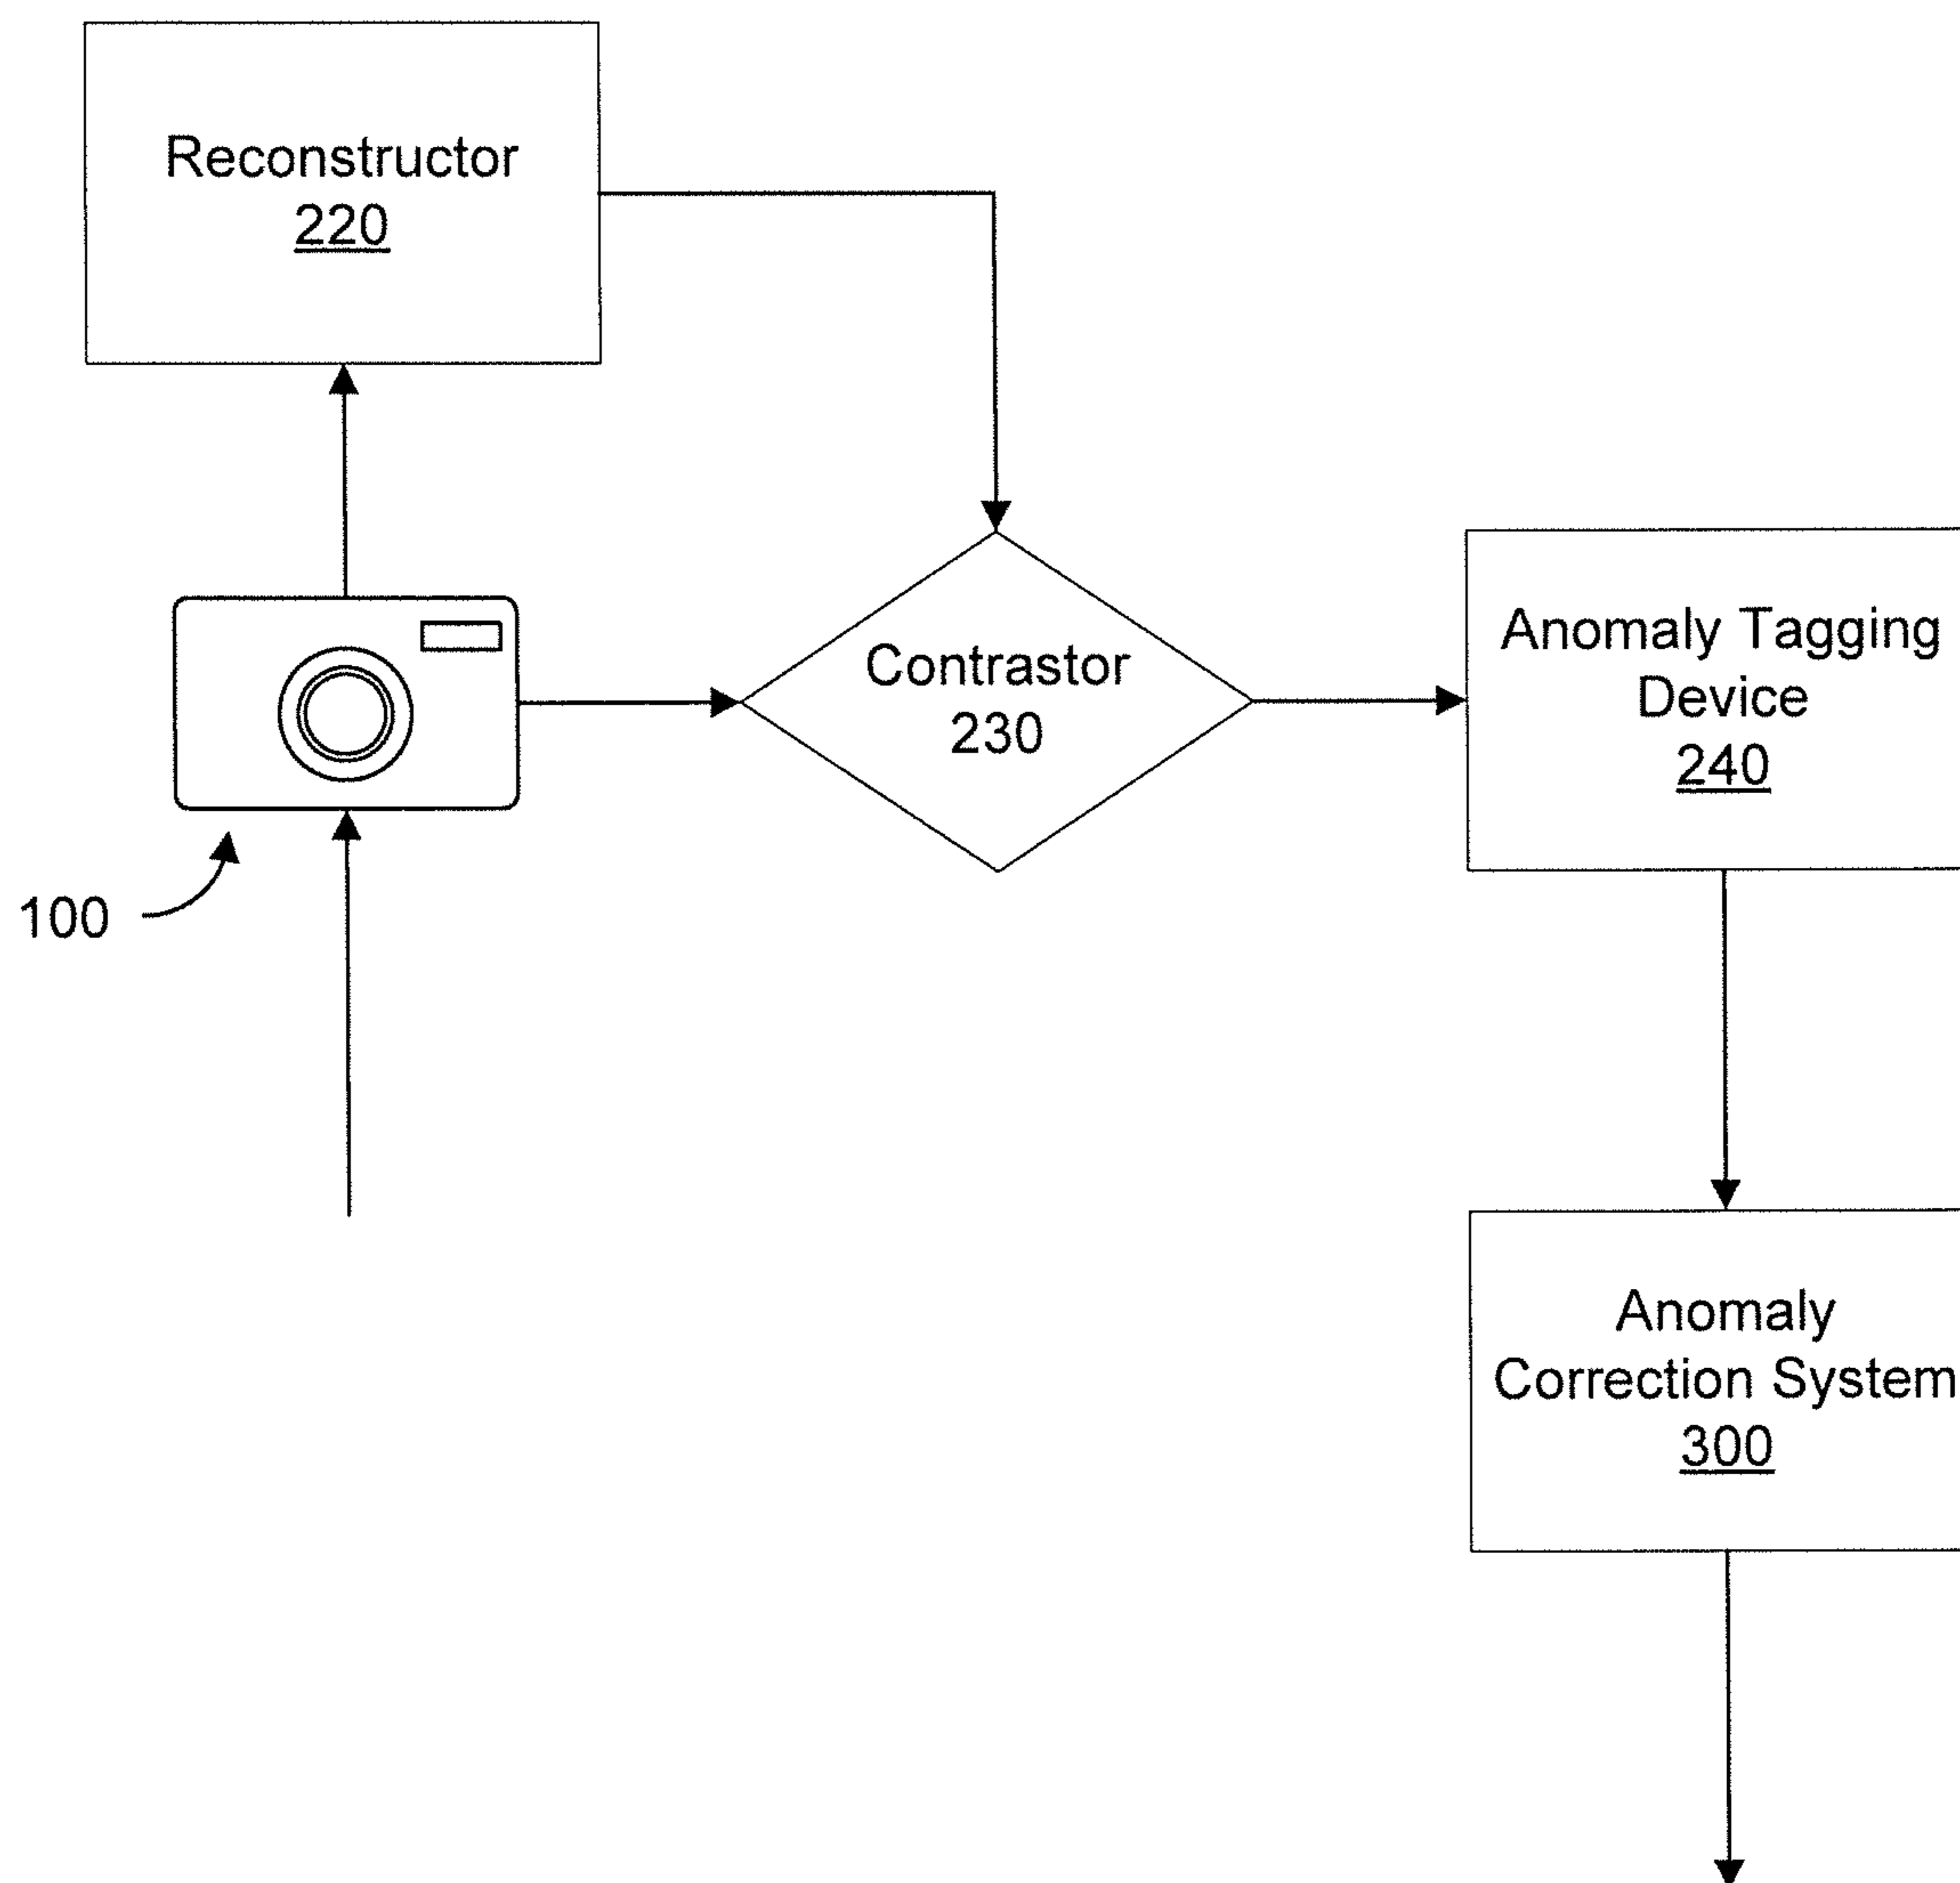 Reconstructor
220
Contrastor
230
Anomaly Tagging
Device
240
100
Anomaly
Correction System
300